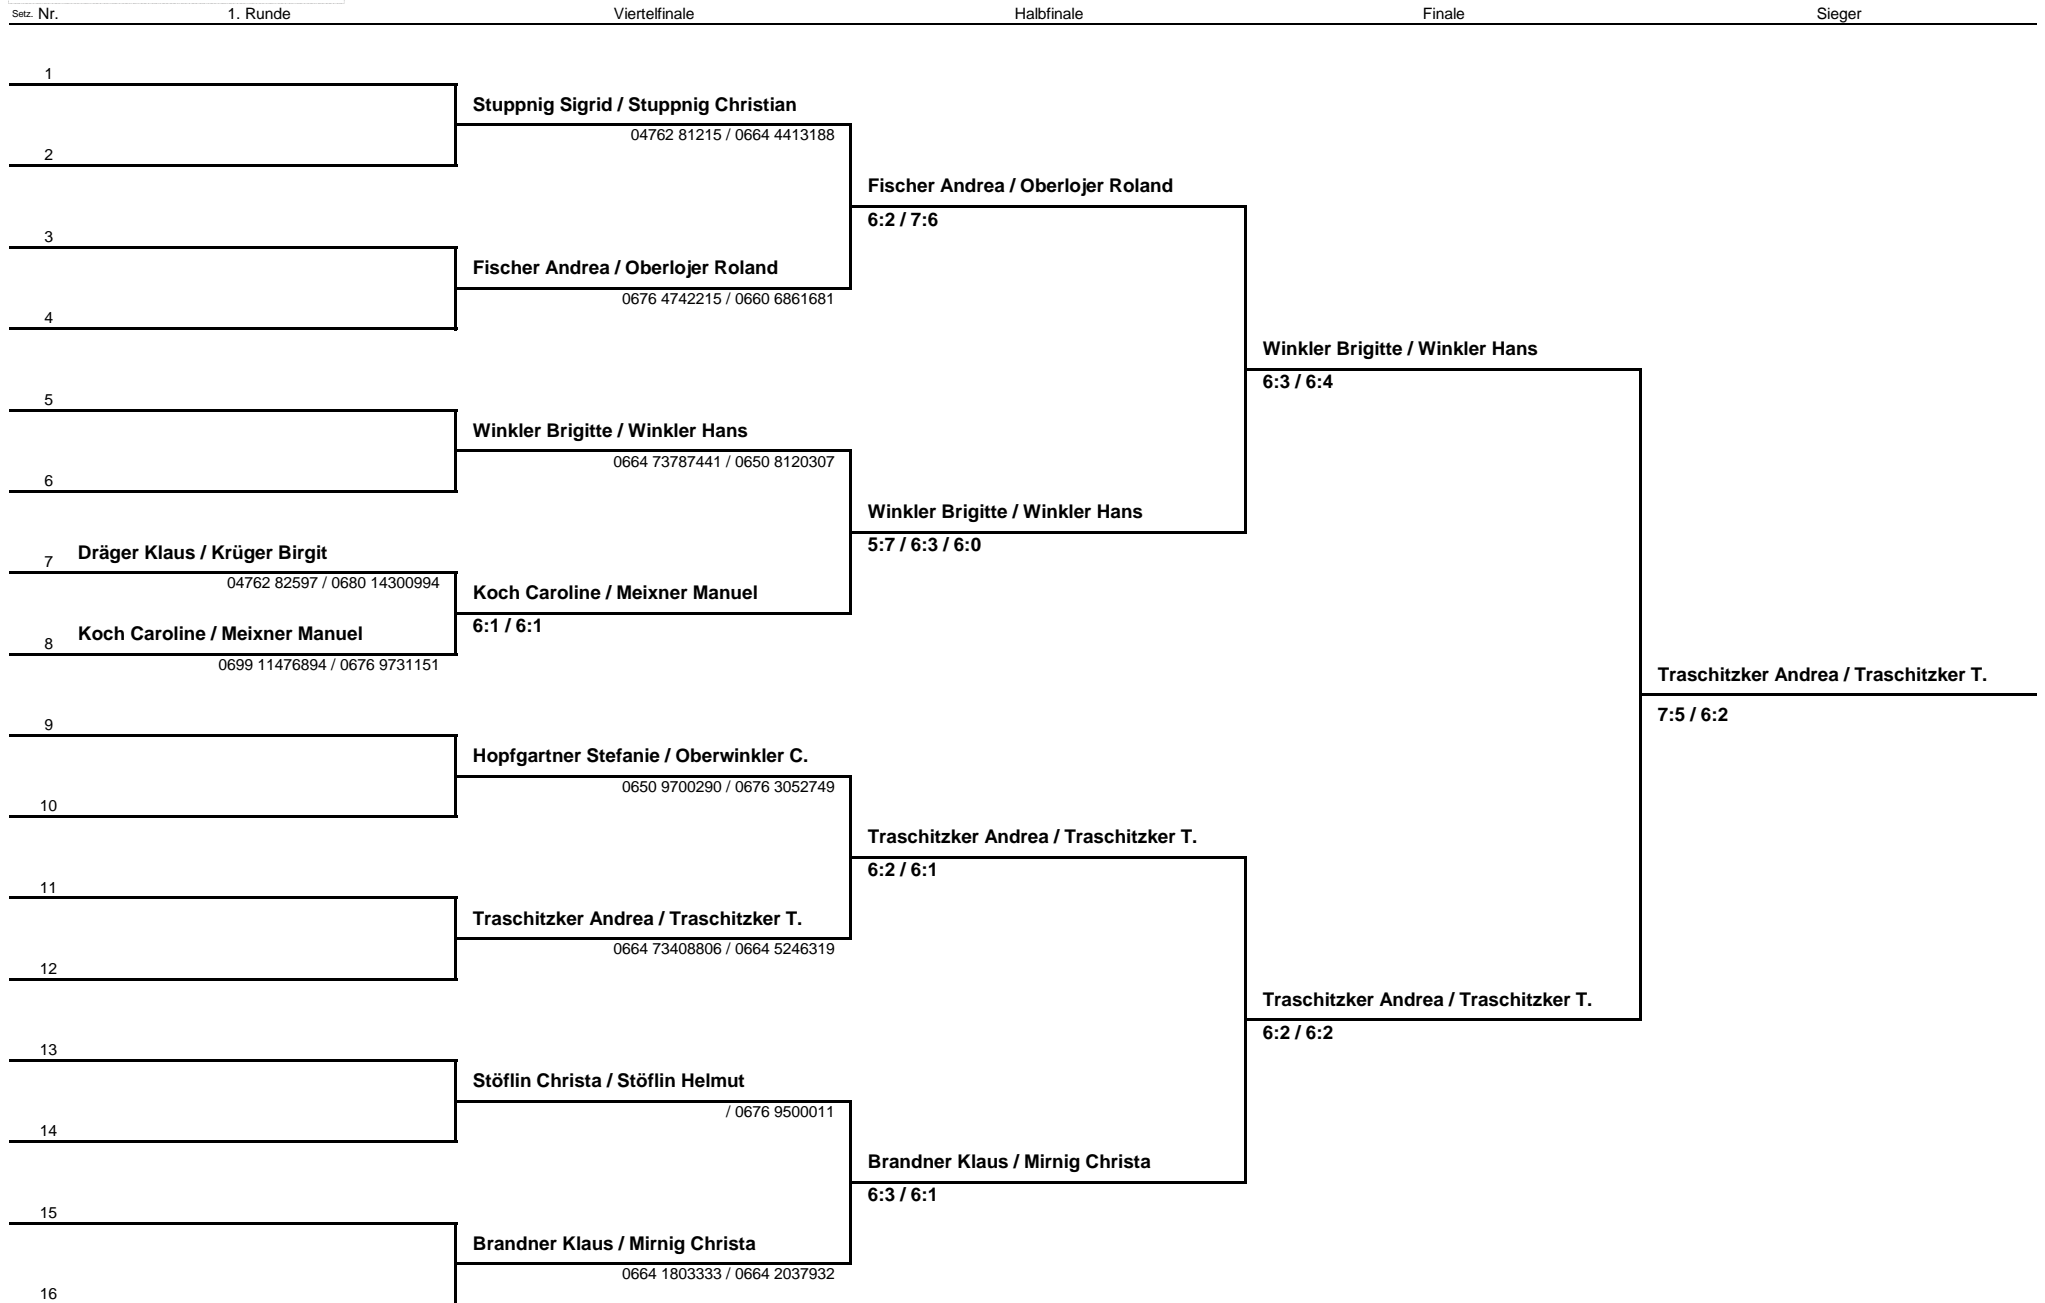 Setz. Nr. 1. Runde Viertelfinale Halbfinale Finale Sieger
1
Stuppnig Sigrid / Stuppnig Christian
04762 81215 / 0664 4413188
2
Fischer Andrea / Oberlojer Roland
6:2 / 7:6
3
Fischer Andrea / Oberlojer Roland
0676 4742215 / 0660 6861681
4
Winkler Brigitte / Winkler Hans
6:3 / 6:4
5
Winkler Brigitte / Winkler Hans
0664 73787441 / 0650 8120307
6
Winkler Brigitte / Winkler Hans
5:7 / 6:3 / 6:0
7 Dräger Klaus / Krüger Birgit
04762 82597 / 0680 14300994
Koch Caroline / Meixner Manuel
6:1 / 6:1
8 Koch Caroline / Meixner Manuel
0699 11476894 / 0676 9731151
Traschitzker Andrea / Traschitzker T.
7:5 / 6:2
9
Hopfgartner Stefanie / Oberwinkler C.
0650 9700290 / 0676 3052749
10
Traschitzker Andrea / Traschitzker T.
6:2 / 6:1
11
Traschitzker Andrea / Traschitzker T.
0664 73408806 / 0664 5246319
12
Traschitzker Andrea / Traschitzker T.
6:2 / 6:2
13
Stöflin Christa / Stöflin Helmut
/ 0676 9500011
14
Brandner Klaus / Mirnig Christa
6:3 / 6:1
15
Brandner Klaus / Mirnig Christa
0664 1803333 / 0664 2037932
16